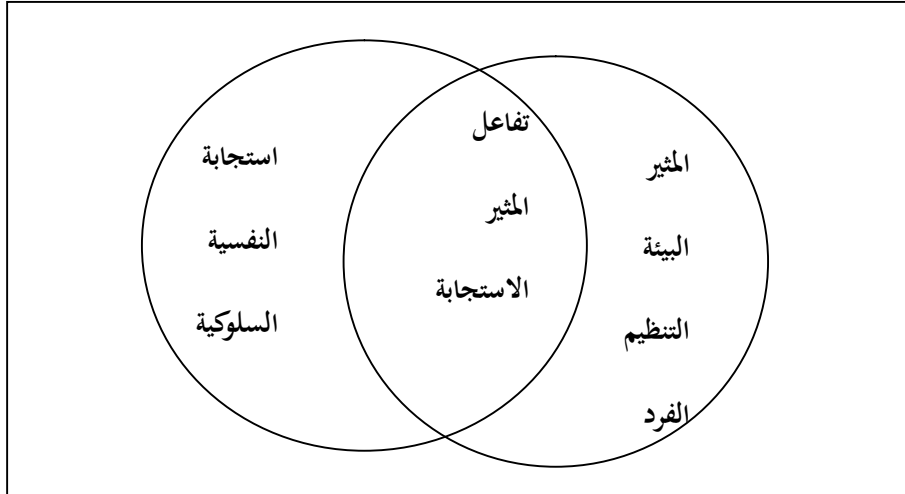 المثير
البيئة
التنظيم
الفرد
تفاعل
المثير
الاستجابة
استجابة
النفسية
السلوكية